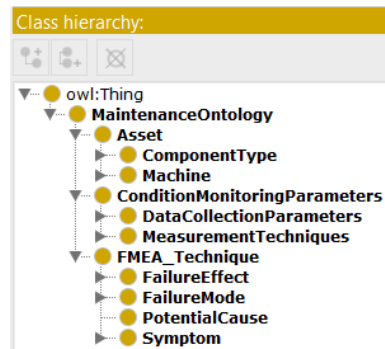 Class hierarchy:
owl:Thing
MaintenanceOntology
Asset
ComponentType
Machine
ConditionMonitoringParameters
DataCollectionParameters
MeasurementTechniques
FMEA_Technique
FailureEffect
FailureMode
PotentialCause
Symptom